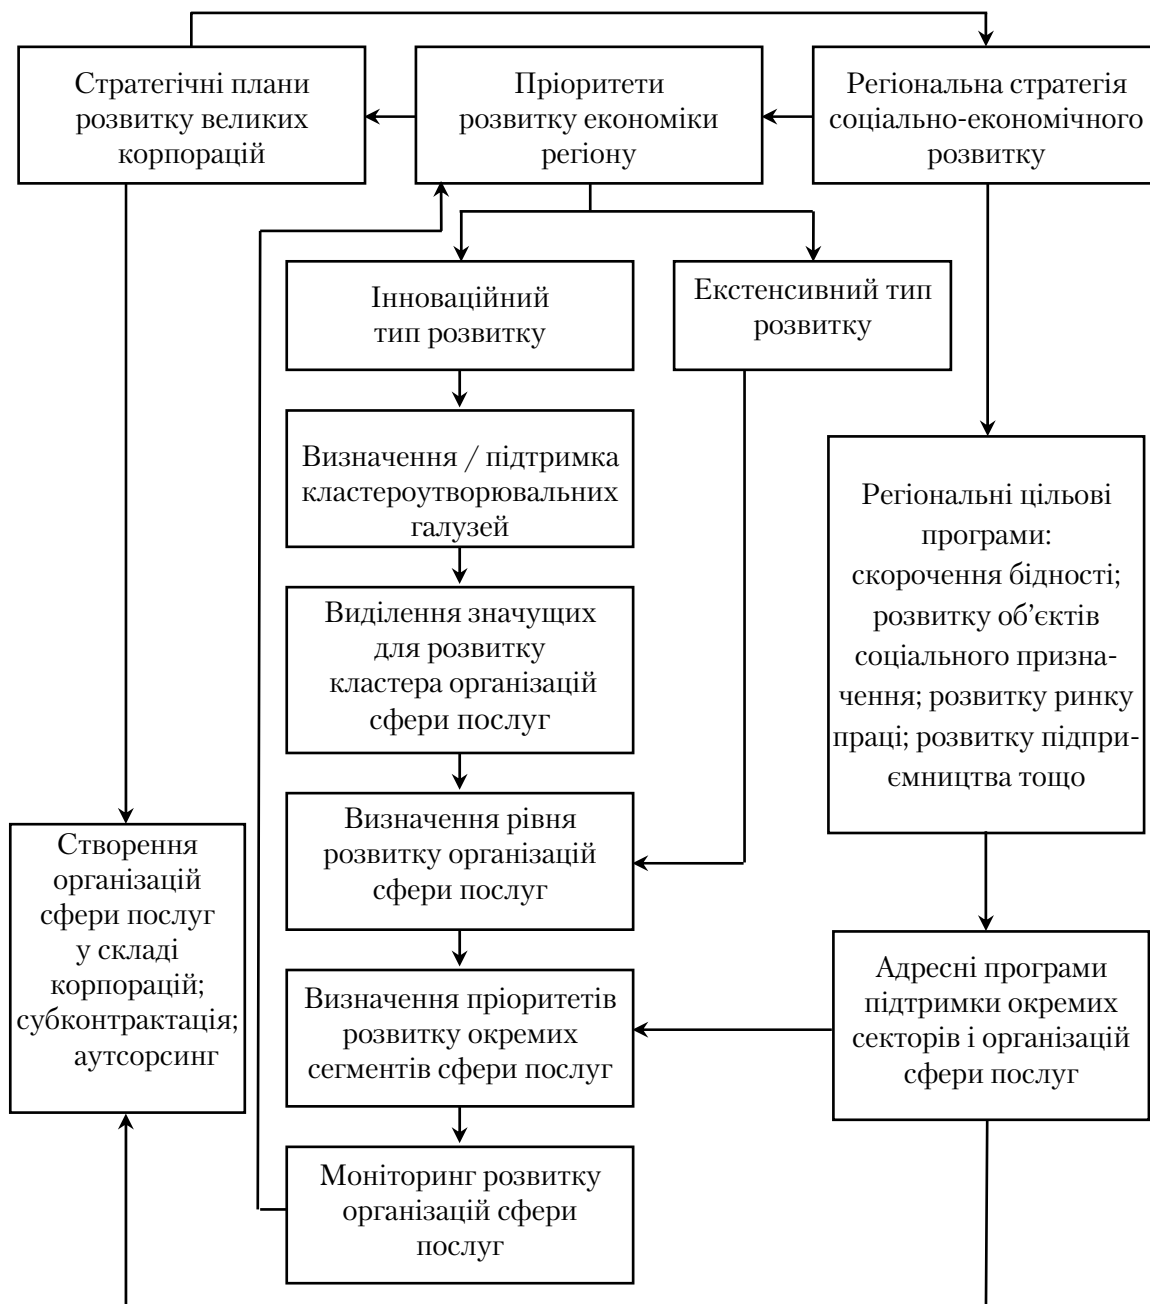 Стратегічні плани
розвитку великих
корпорацій
Пріоритети
розвитку економіки
регіону
Регіональна стратегія
соціально-економічного
розвитку
Інноваційний
тип розвитку
Екстенсивний тип
розвитку
Визначення / підтримка
кластероутворювальних
галузей
Регіональні цільові
програми:
скорочення бідності;
розвитку об’єктів
соціального призна-
чення; розвитку ринку
праці; розвитку підпри-
ємництва тощо
Виділення значущих
для розвитку
кластера організацій
сфери послуг
Визначення рівня
розвитку організацій
сфери послуг
Створення
організацій
сфери послуг
у складі
корпорацій;
субконтрактація;
аутсорсинг
Визначення пріоритетів
розвитку окремих
сегментів сфери послуг
Адресні програми
підтримки окремих
секторів і організацій
сфери послуг
Моніторинг розвитку
організацій сфери
послуг